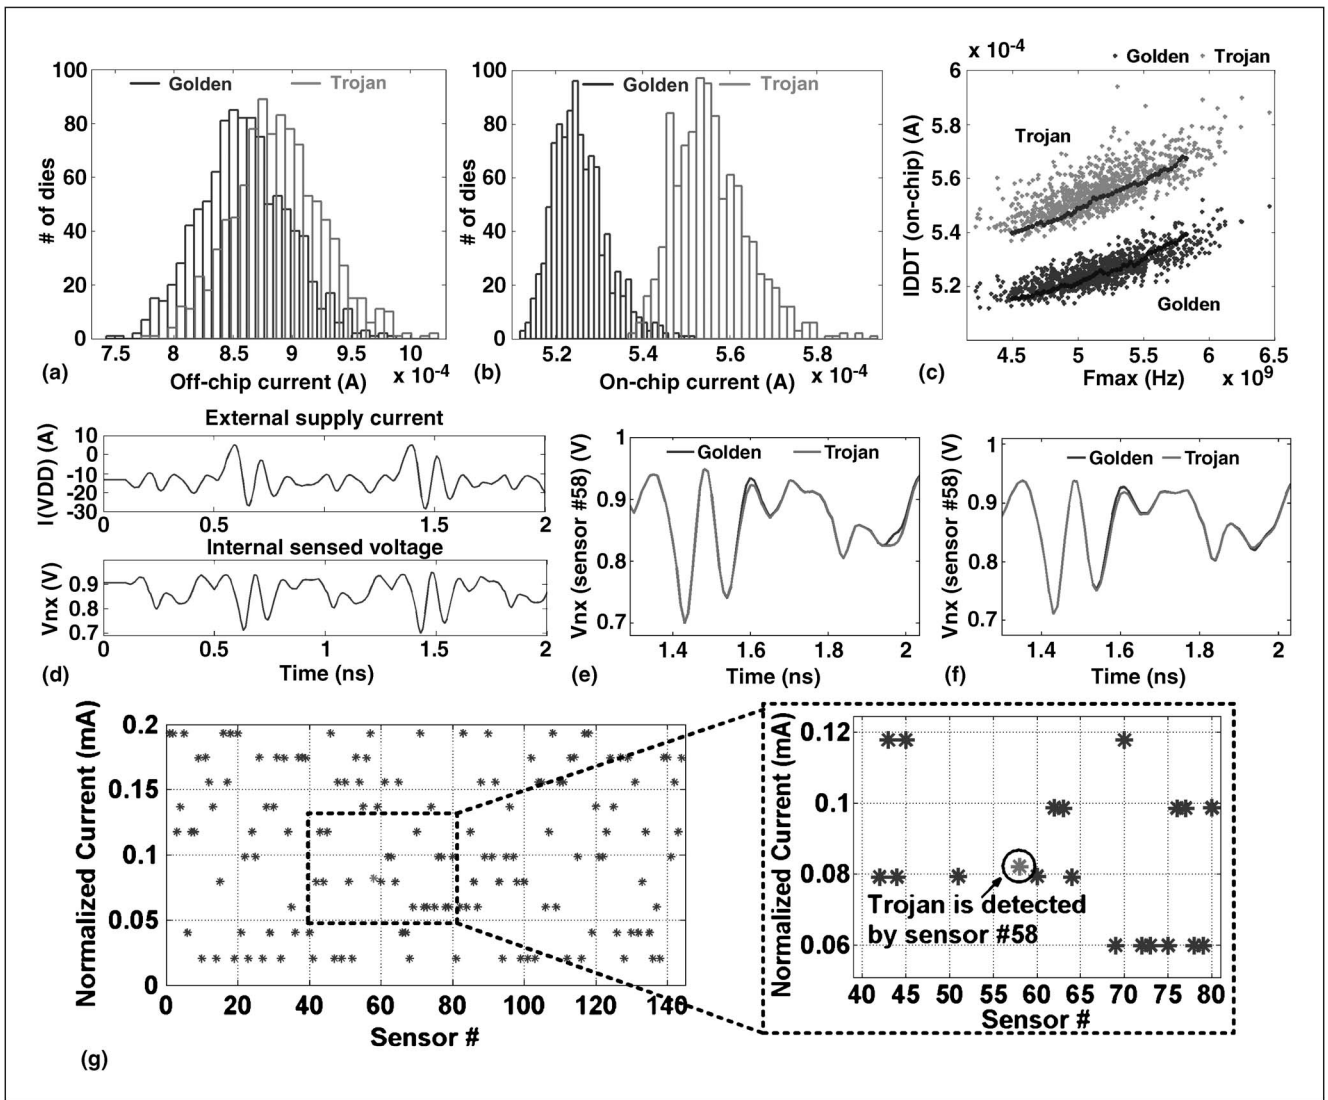 100
80
60
40
20
0
# of dies
Golden
Trojan
7.5
8
8.5
9
9.5
10
(a)
Off-chip current (A)
x 10-4
100
80
60
40
20
0
# of dies
Golden
Trojan
5.2
5.4
5.6
5.8
(b)
On-chip current (A)
x 10-4
x 10-4
Golden
Trojan
6
5.8
5.6
5.4
5.2
IDDT (on-chip) (A)
Trojan
Golden
4.5
5
5.5
6
6.5
(c)
Fmax (Hz)
x 109
External supply current
10
0
-10
-20
-30
I(VDD) (A)
0
0.5
1
1.5
2
Internal sensed voltage
0.9
0.8
0.7
Vnx (V)
0
0.5
1
1.5
2
(d)
Time (ns)
1
0.9
0.8
0.7
Vnx (sensor #58) (V)
Golden
Trojan
1.4
1.6
1.8
2
(e)
Time (ns)
1
0.9
0.8
0.7
Vnx (sensor #58) (V)
Golden
Trojan
1.4
1.6
1.8
2
(f)
Time (ns)
0.2
0.15
0.1
0.05
0
Normalized Current (mA)
0
20
40
60
80
100
120
140
Sensor #
0.12
0.1
0.08
0.06
Normalized Current (mA)
Trojan is detected
by sensor #58
40
45
50
55
60
65
70
75
80
Sensor #
(g)